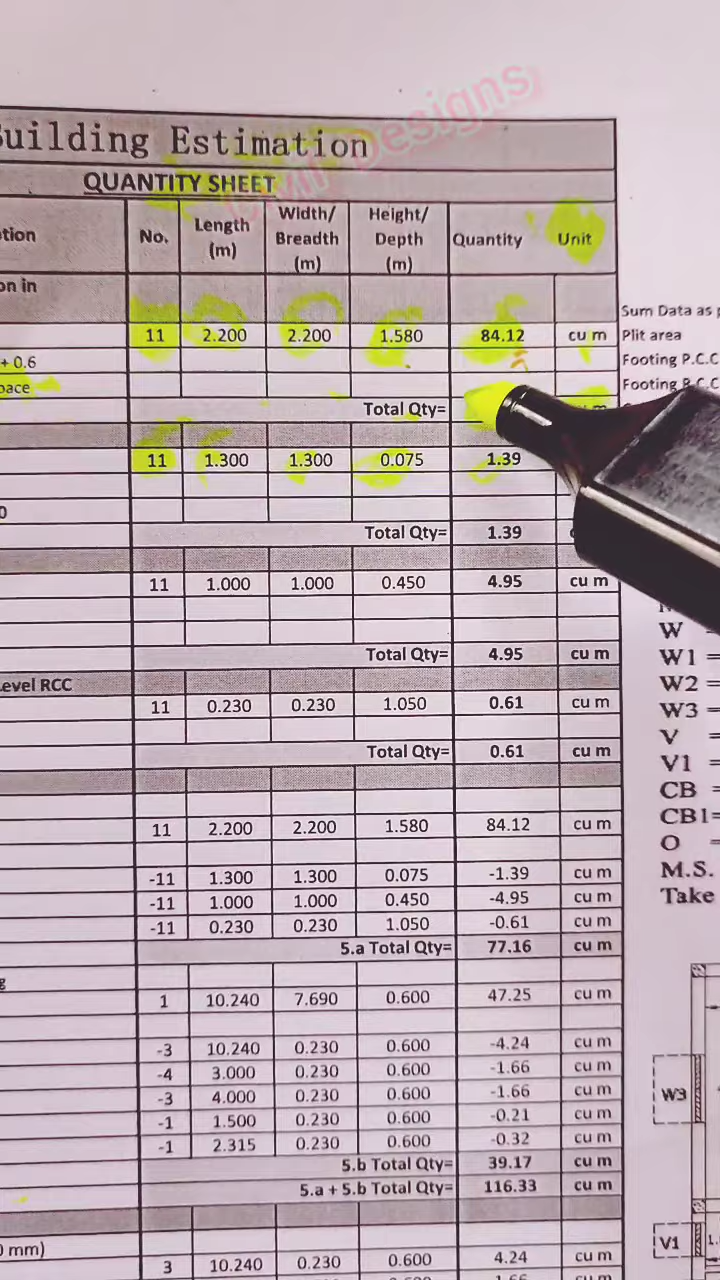 Civil Designs
Building Estimation
QUANTITY SHEET
No. Length (m) Width/ Breadth (m) Height/ Depth (m) Quantity Unit
on in
Sum Data as
11 2.200 2.200 1.580 84.12 cu m Plit area
+ 0.6 Footing P.C.C
Footing R.C.C
Total Qty=
11 1.300 1.300 0.075 1.39
Total Qty= 1.39
11 1.000 1.000 0.450 4.95 cu m
W
Total Qty= 4.95 cu m W1 =
evel RCC W2 =
11 0.230 0.230 1.050 0.61 cu m W3 =
V =
Total Qty= 0.61 cu m V1 =
CB =
11 2.200 2.200 1.580 84.12 cu m CB1=
O =
-11 1.300 1.300 0.075 -1.39 cu m M.S.
-11 1.000 1.000 0.450 -4.95 cu m Take
-11 0.230 0.230 1.050 -0.61 cu m
5.a Total Qty= 77.16 cu m
1 10.240 7.690 0.600 47.25 cu m
-3 10.240 0.230 0.600 -4.24 cu m
-4 3.000 0.230 0.600 -1.66 cu m
-3 4.000 0.230 0.600 -1.66 cu m W3
-1 1.500 0.230 0.600 -0.21 cu m
-1 2.315 0.230 0.600 -0.32 cu m
5.b Total Qty= 39.17 cu m
5.a + 5.b Total Qty= 116.33 cu m
0 mm) V1
3 10.240 0.230 0.600 4.24 cu m